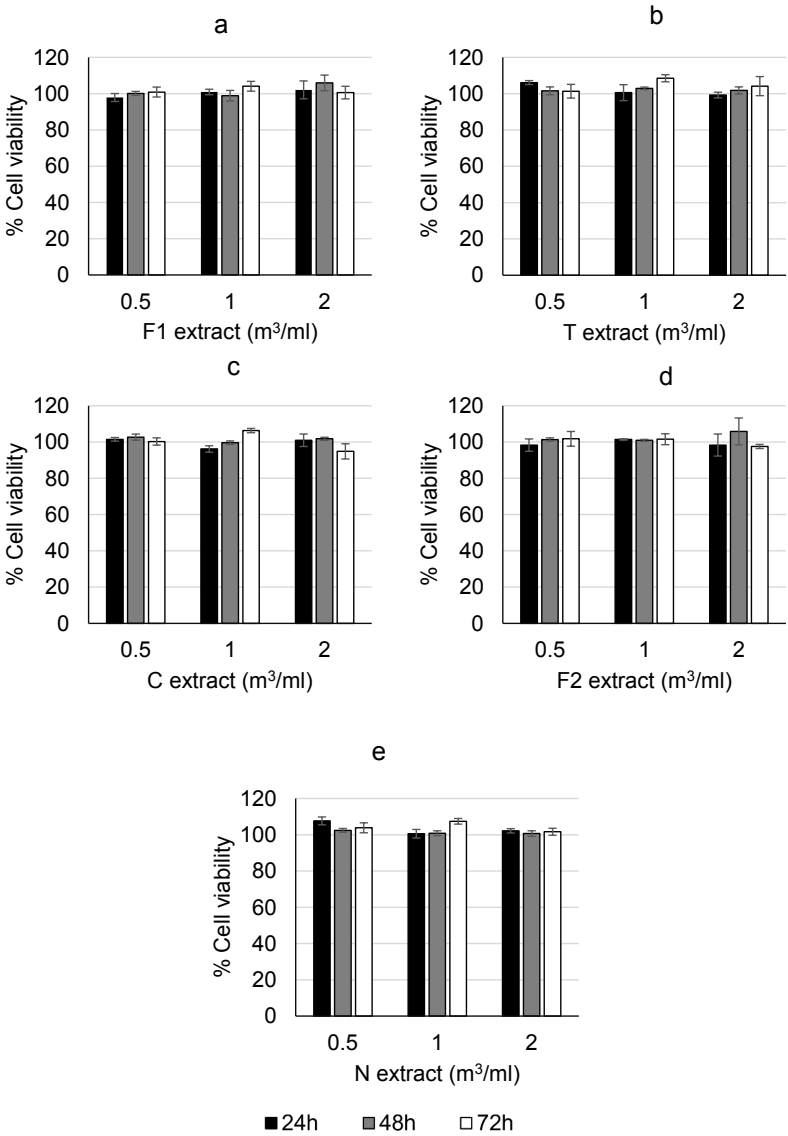 a
120
100
80
60
40
20
0
% Cell viability
0.5 1 2
F1 extract (m³/ml)
b
120
100
80
60
40
20
0
% Cell viability
0.5 1 2
T extract (m³/ml)
c
120
100
80
60
40
20
0
% Cell viability
0.5 1 2
C extract (m³/ml)
d
120
100
80
60
40
20
0
% Cell viability
0.5 1 2
F2 extract (m³/ml)
e
120
100
80
60
40
20
0
% Cell viability
0.5 1 2
N extract (m³/ml)
24h 48h 72h